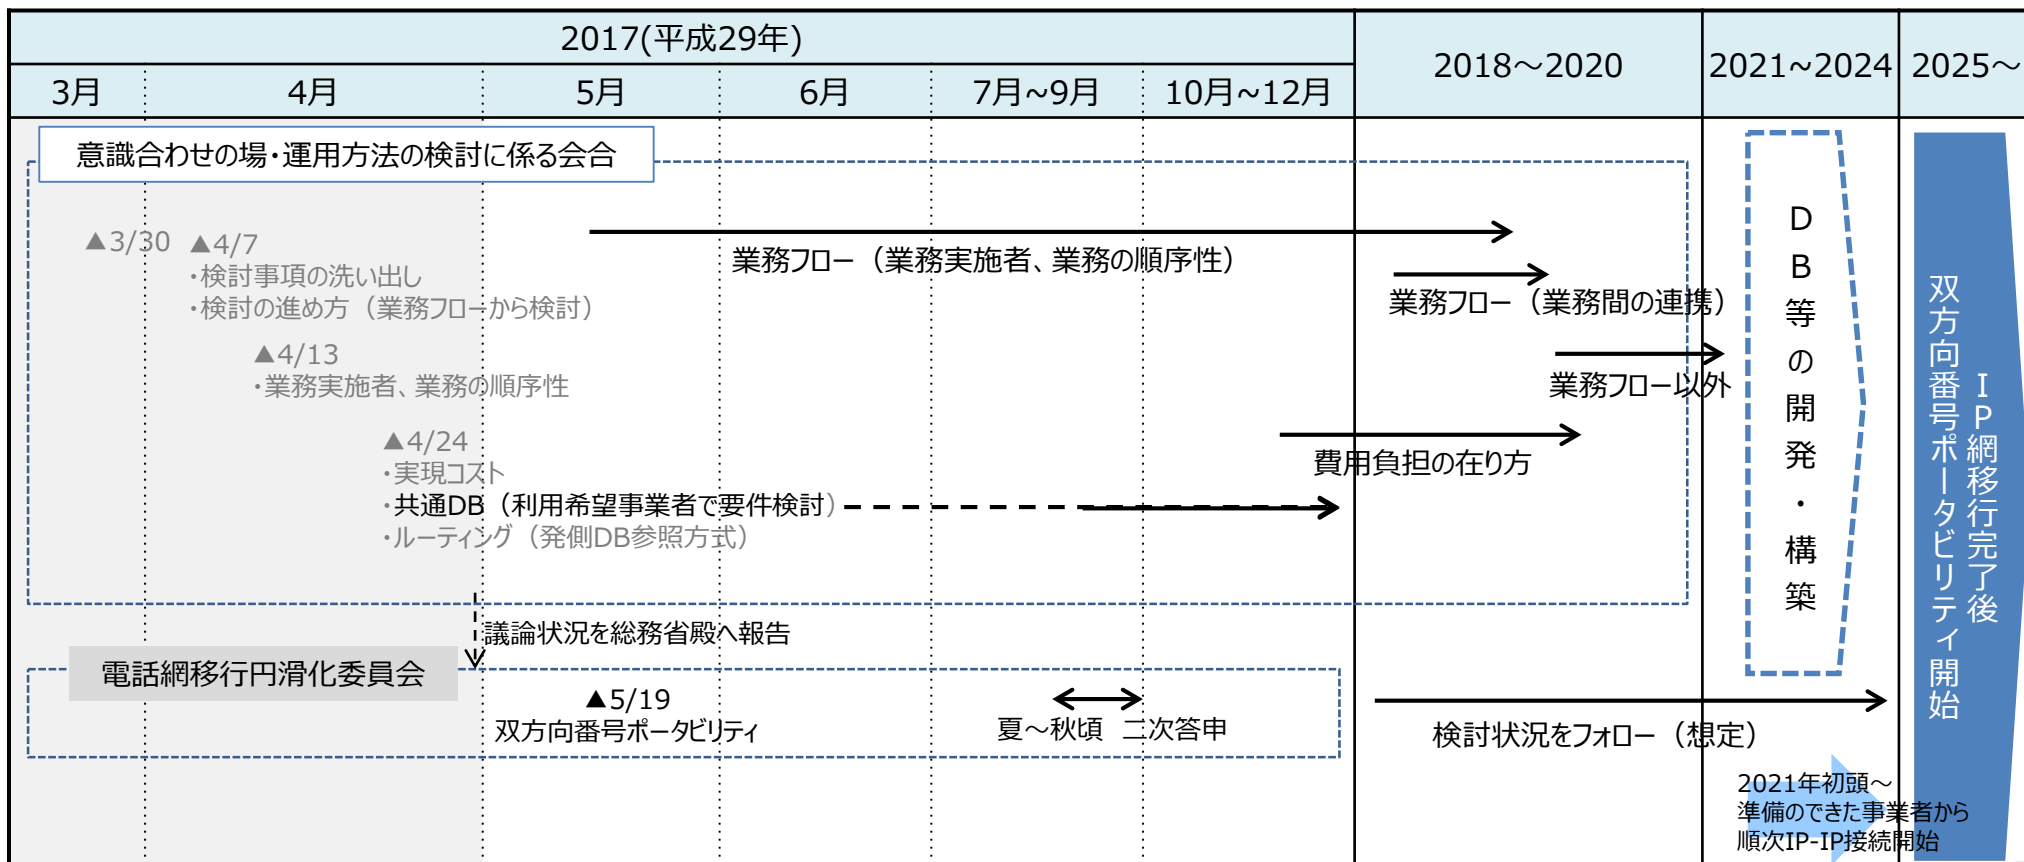 2017(平成29年)
2018～2020
2021~2024
2025～
3月
4月
5月
6月
7月~9月
10月~12月
意識合わせの場・運用方法の検討に係る会合
▲3/30
▲4/7
・検討事項の洗い出し
・検討の進め方（業務フローから検討）
業務フロー（業務実施者、業務の順序性）
業務フロー（業務間の連携）
▲4/13
・業務実施者、業務の順序性
業務フロー以外
▲4/24
・実現コスト
・共通DB（利用希望事業者で要件検討）
・ルーティング（発側DB参照方式）
費用負担の在り方
DB等の開発・構築
IP網移行完了後
双方向番号ポータビリティ開始
議論状況を総務省殿へ報告
電話網移行円滑化委員会
▲5/19
双方向番号ポータビリティ
夏～秋頃 二次答申
検討状況をフォロー（想定）
2021年初頭～
準備のできた事業者から
順次IP-IP接続開始